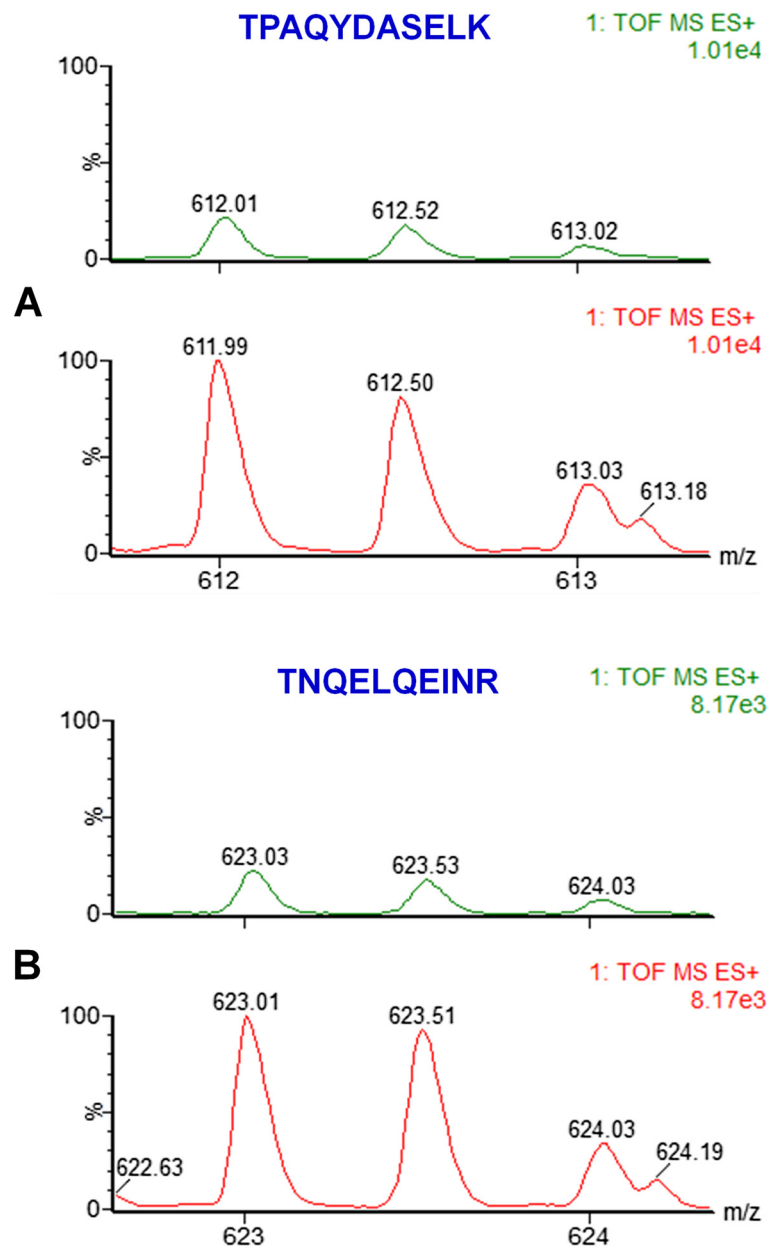 TPAQYDASELK
1: TOF MS ES+
1.01e4
100
%
0
612.01
612.52
613.02
A
1: TOF MS ES+
1.01e4
100
%
0
611.99
612.50
613.03
613.18
m/z
612
613
TNQELQEINR
1: TOF MS ES+
8.17e3
100
%
0
623.03
623.53
624.03
B
1: TOF MS ES+
8.17e3
100
%
0
622.63
623.01
623.51
624.03
624.19
m/z
623
624